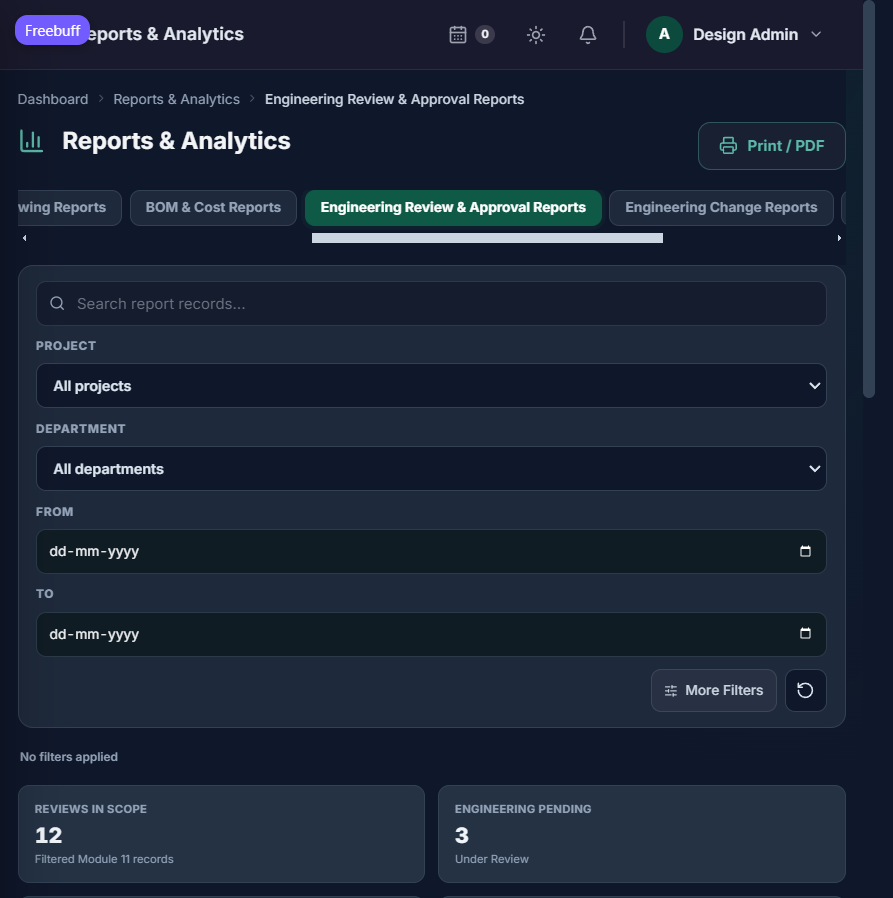 Freebuff
eports & Analytics
0
A
Design Admin
Dashboard > Reports & Analytics > Engineering Review & Approval Reports
Reports & Analytics
Print / PDF
wing Reports
BOM & Cost Reports
Engineering Review & Approval Reports
Engineering Change Reports
Search report records...
PROJECT
All projects
DEPARTMENT
All departments
FROM
dd-mm-yyyy
TO
dd-mm-yyyy
More Filters
No filters applied
REVIEWS IN SCOPE
12
Filtered Module 11 records
ENGINEERING PENDING
3
Under Review